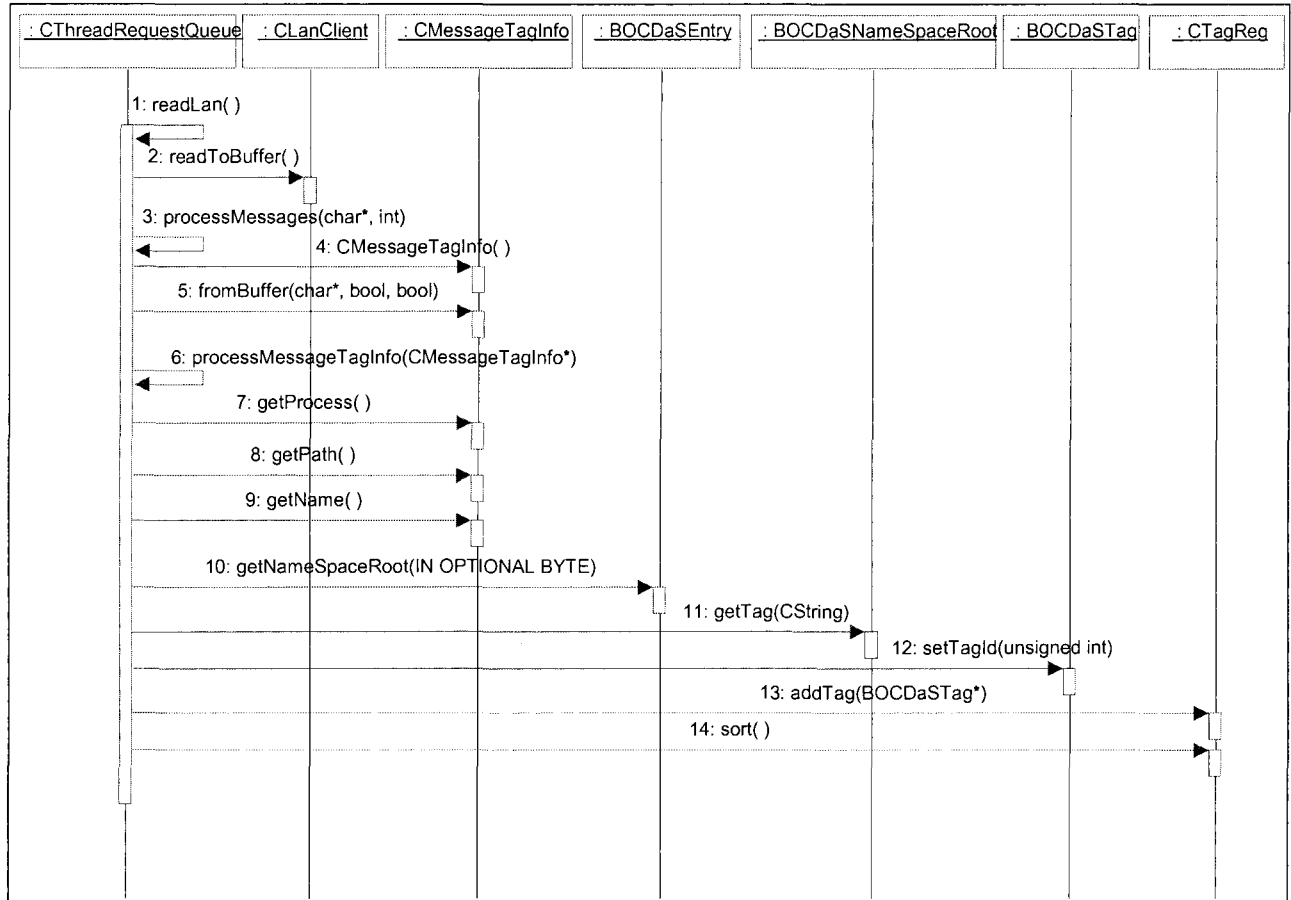 : CThreadRequestQueue
: CLanClient
: CMessageTagInfo
: BOCDaSEntry
: BOCDaSNameSpaceRoot
: BOCDaSTag
: CTagReg
1: readLan( )
2: readToBuffer( )
3: processMessages(char*, int)
4: CMessageTagInfo( )
5: fromBuffer(char*, bool, bool)
6: processMessageTagInfo(CMessageTagInfo*)
7: getProcess( )
8: getPath( )
9: getName( )
10: getNameSpaceRoot(IN OPTIONAL BYTE)
11: getTag(CString)
12: setTagId(unsigned int)
13: addTag(BOCDaSTag*)
14: sort( )